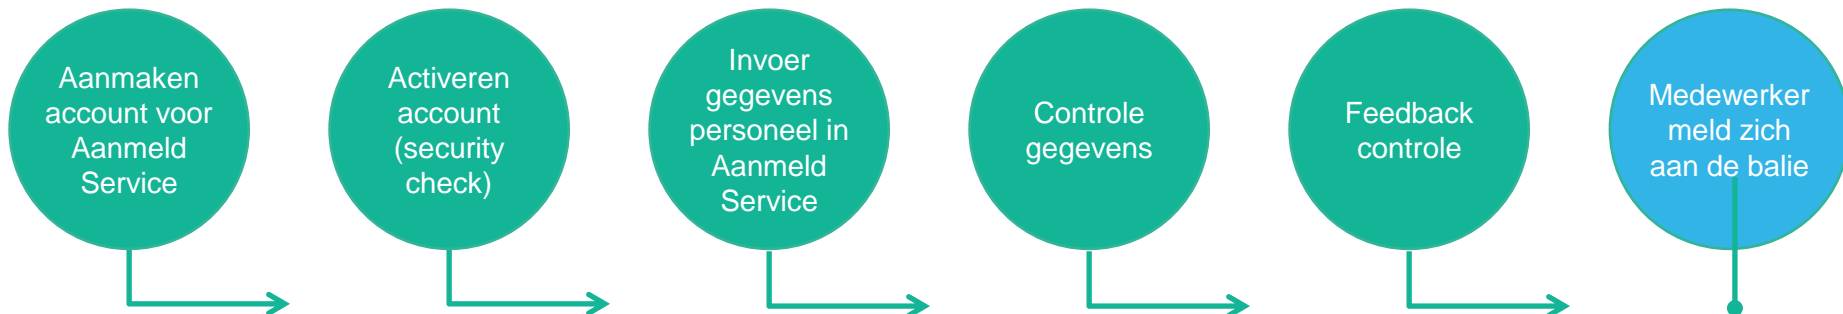 Aanmaken
account voor
Aanmeld
Service
Activeren
account
(security
check)
Invoer
gegevens
personeel in
Aanmeld
Service
Controle
gegevens
Feedback
controle
Medewerker
meld zich
aan de balie